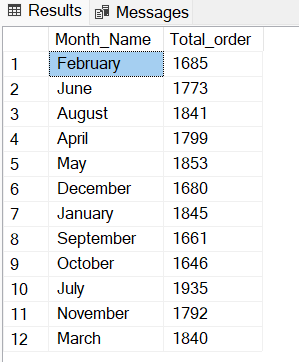 Results Messages
Month_Name Total_order
1 February 1685
2 June 1773
3 August 1841
4 April 1799
5 May 1853
6 December 1680
7 January 1845
8 September 1661
9 October 1646
10 July 1935
11 November 1792
12 March 1840